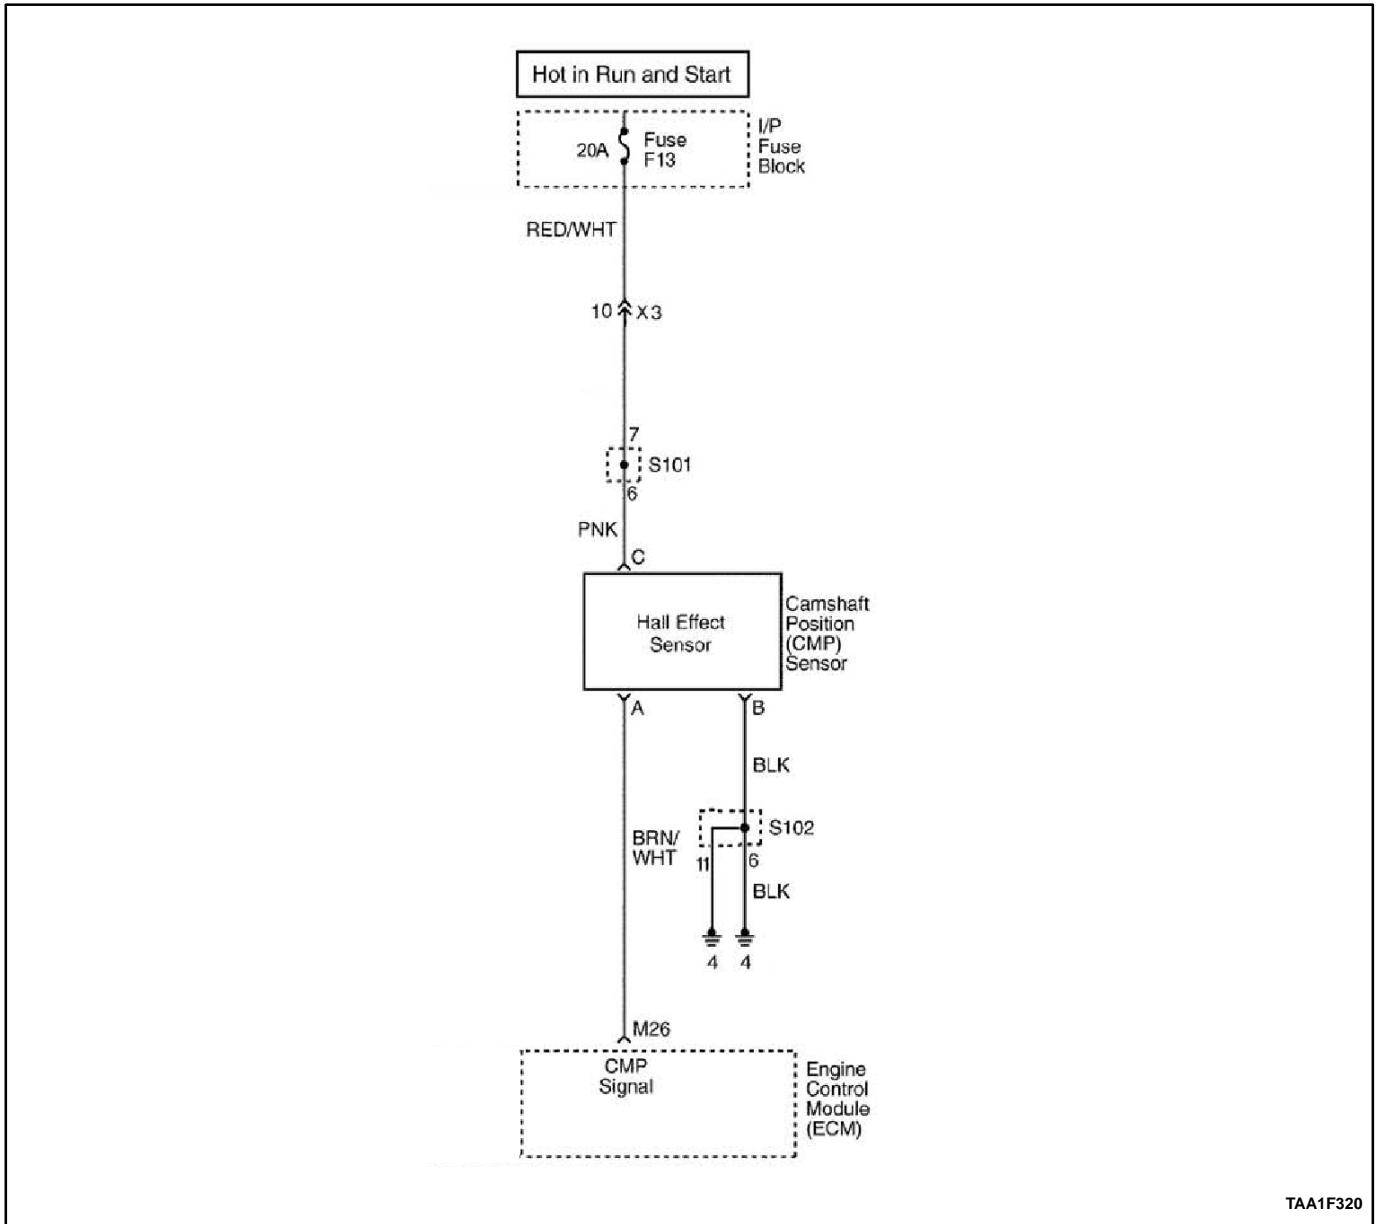 Hot in Run and Start
20A
Fuse
F13
I/P
Fuse
Block
RED/WHT
10
X3
7
S101
6
PNK
C
Hall Effect
Sensor
Camshaft
Position
(CMP)
Sensor
A
B
BLK
S102
BRN/
WHT
11
6
BLK
4
4
M26
CMP
Signal
Engine
Control
Module
(ECM)
TAA1F320